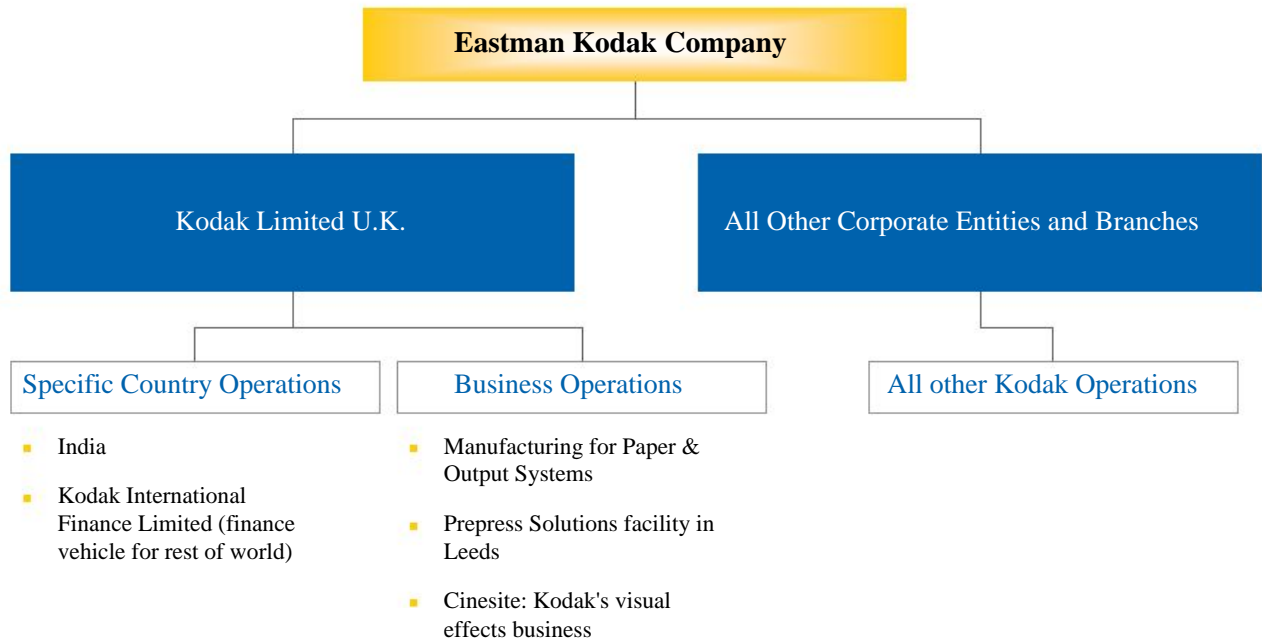 Eastman Kodak Company
Kodak Limited U.K.
All Other Corporate Entities and Branches
Specific Country Operations
Business Operations
All other Kodak Operations
India
Kodak International
Finance Limited (finance
vehicle for rest of world)
Manufacturing for Paper &
Output Systems
Prepress Solutions facility in
Leeds
Cinesite: Kodak's visual
effects business